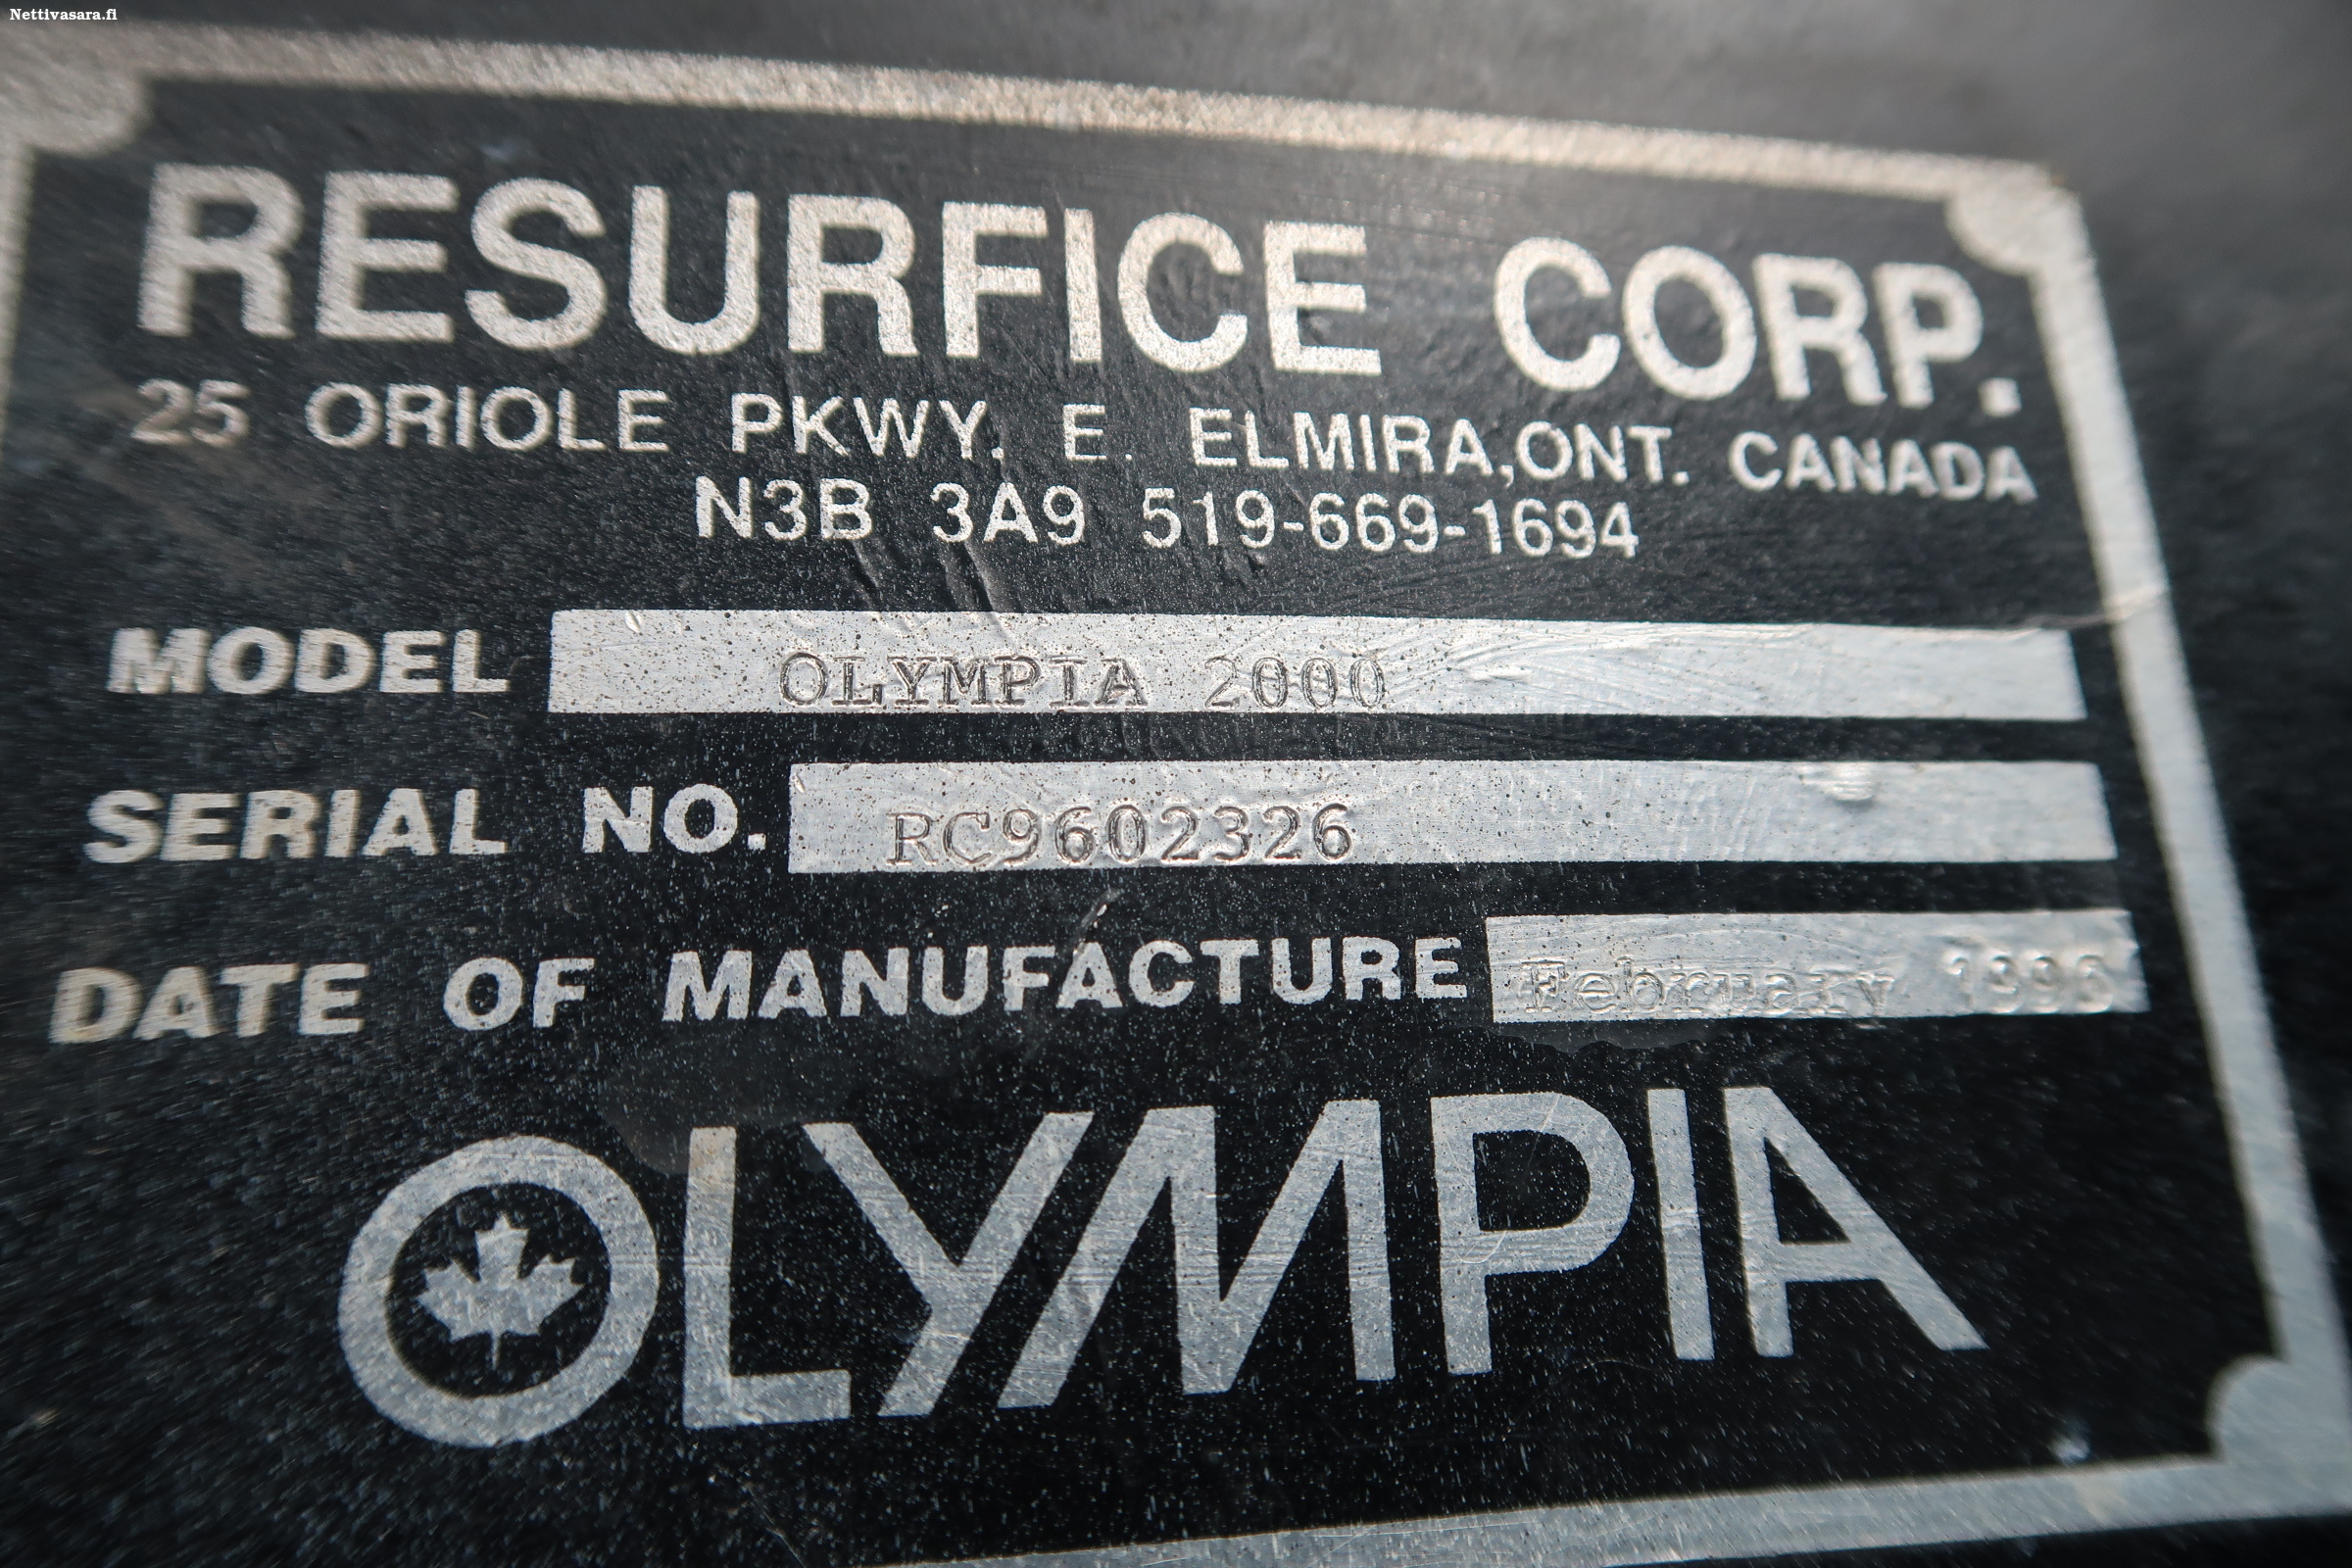 Nettivasara.fi
RESURFICE CORP.
25 ORIOLE PKWY. E. ELMIRA,ONT. CANADA
N3B 3A9 519-669-1694
MODEL OLYMPIA 2000
SERIAL NO. RC9602326
DATE OF MANUFACTURE February 1996
OLYMPIA